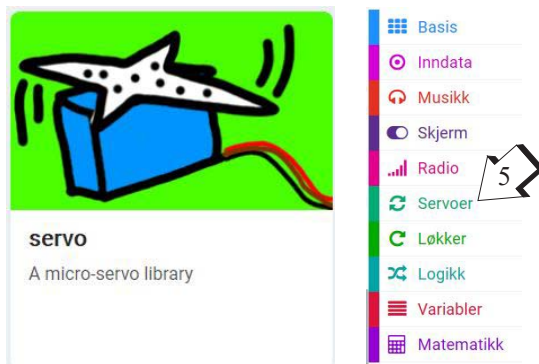 servo
A micro-servo library
Basis
Inndata
Musikk
Skjerm
Radio
5
Servoer
Løkker
Logikk
Variabler
Matematikk